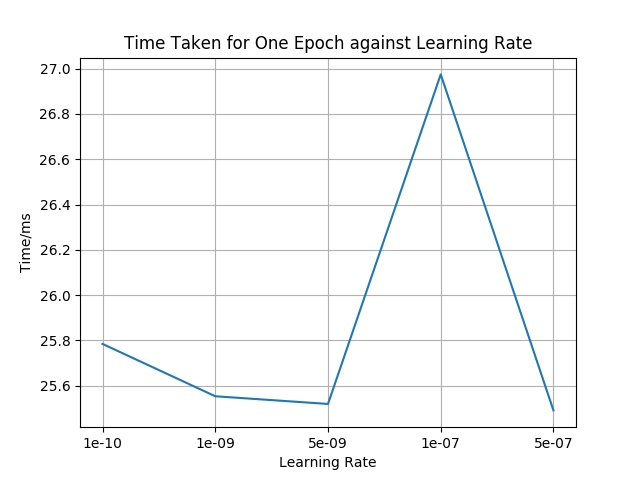 Time Taken for One Epoch against Learning Rate
27.0
26.8
26.6
26.4
26.2
26.0
25.8
25.6
Time/ms
1e-10 1e-09 5e-09 1e-07 5e-07
Learning Rate